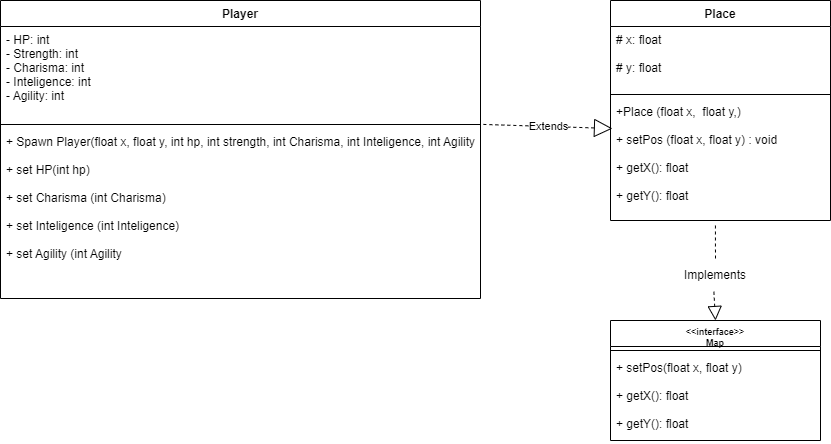 Player
- HP: int
- Strength: int
- Charisma: int
- Inteligence: int
- Agility: int
+ Spawn Player(float x, float y, int hp, int strength, int Charisma, int Inteligence, int Agility
+ set HP(int hp)
+ set Charisma (int Charisma)
+ set Inteligence (int Inteligence)
+ set Agility (int Agility
Extends
Place
# x: float
# y: float
+Place (float x, float y,)
+ setPos (float x, float y) : void
+ getX(): float
+ getY(): float
Implements
<<interface>>
Map
+ setPos(float x, float y)
+ getX(): float
+ getY(): float